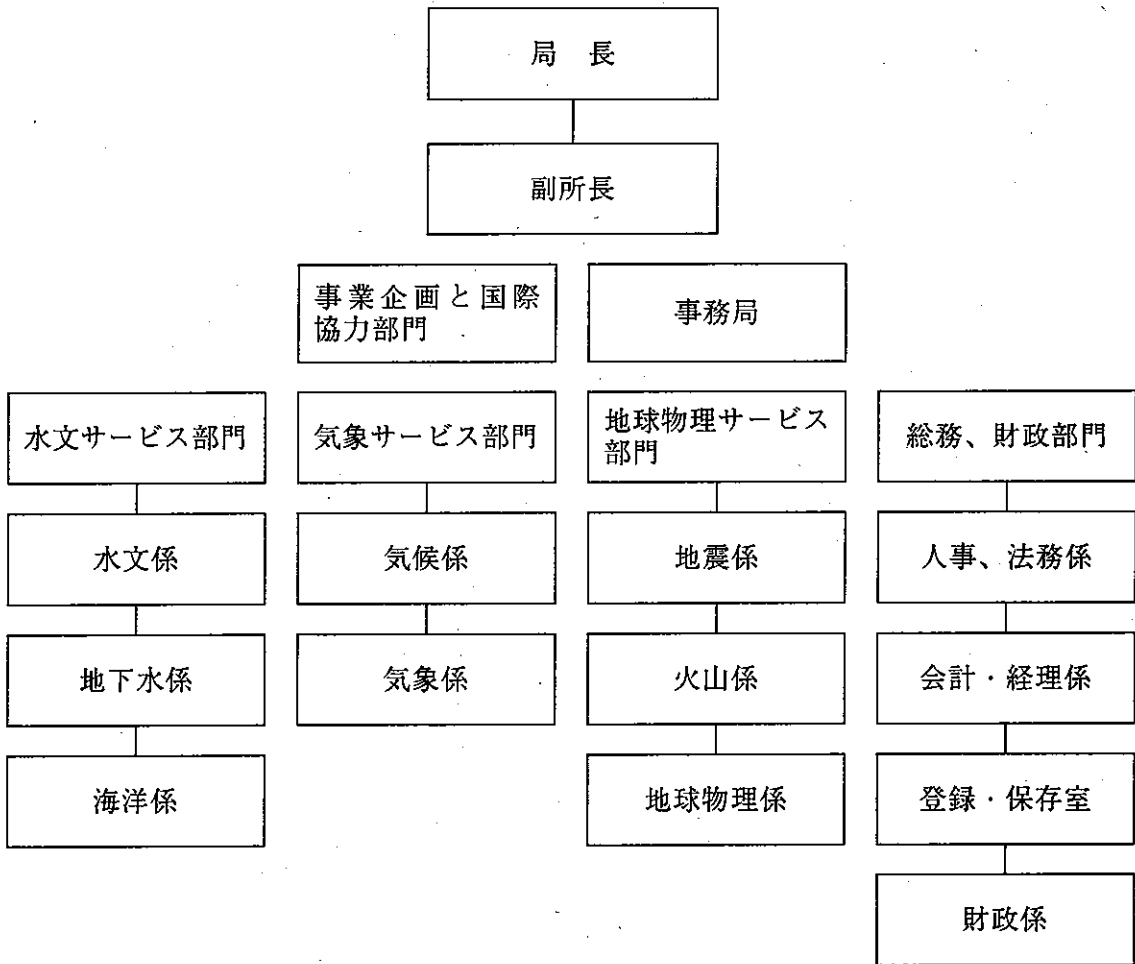 局 長
副所長
事業企画と国際
協力部門
事務局
水文サービス部門
気象サービス部門
地球物理サービス
部門
総務、財政部門
水文係
気候係
地震係
人事、法務係
地下水係
気象係
火山係
会計・経理係
海洋係
地球物理係
登録・保存室
財政係